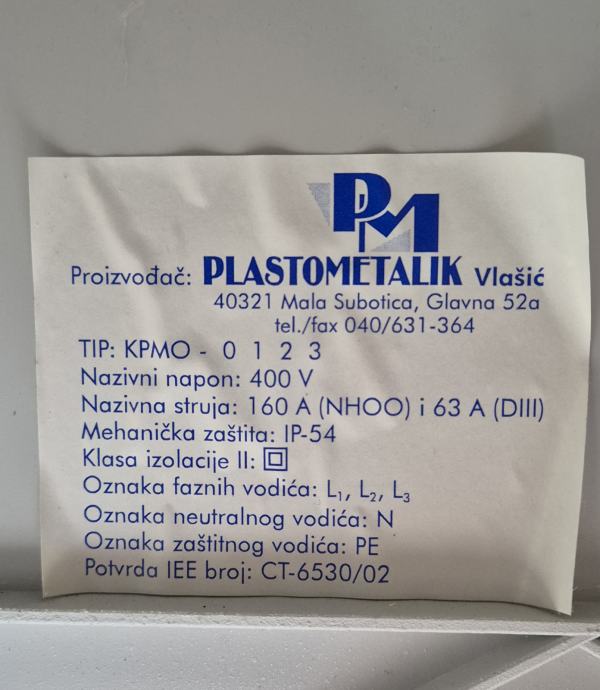 PM
Proizvođač: PLASTOMETALIK Vlašić
40321 Mala Subotica, Glavna 52a
tel./fax 040/631-364
TIP: KPMO - 0 1 2 3
Nazivni napon: 400 V
Nazivna struja: 160 A (NHOO) i 63 A (DIII)
Mehanička zaštita: IP-54
Klasa izolacije II:
Oznaka faznih vodića: L₁, L₂, L₃
Oznaka neutralnog vodića: N
Oznaka zaštitnog vodića: PE
Potvrda IEE broj: CT-6530/02